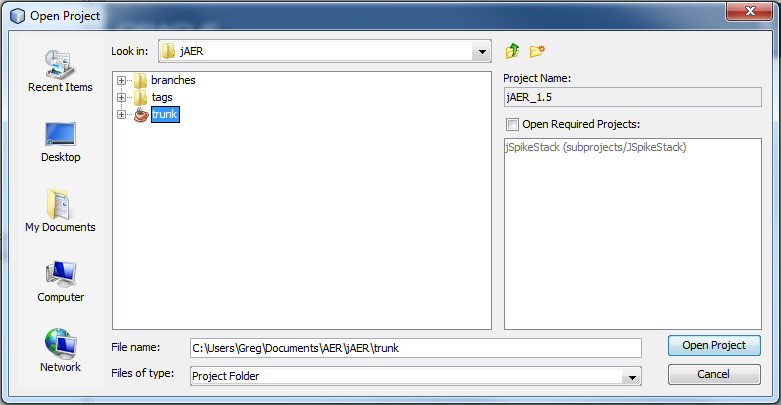 Open Project
Look in: jAER
Recent Items
Desktop
My Documents
Computer
Network
branches
tags
trunk
Project Name:
jAER_1.5
Open Required Projects:
jSpikeStack (subprojects/JSpikeStack)
File name: C:\Users\Greg\Documents\AER\jAER\trunk
Open Project
Files of type: Project Folder
Cancel